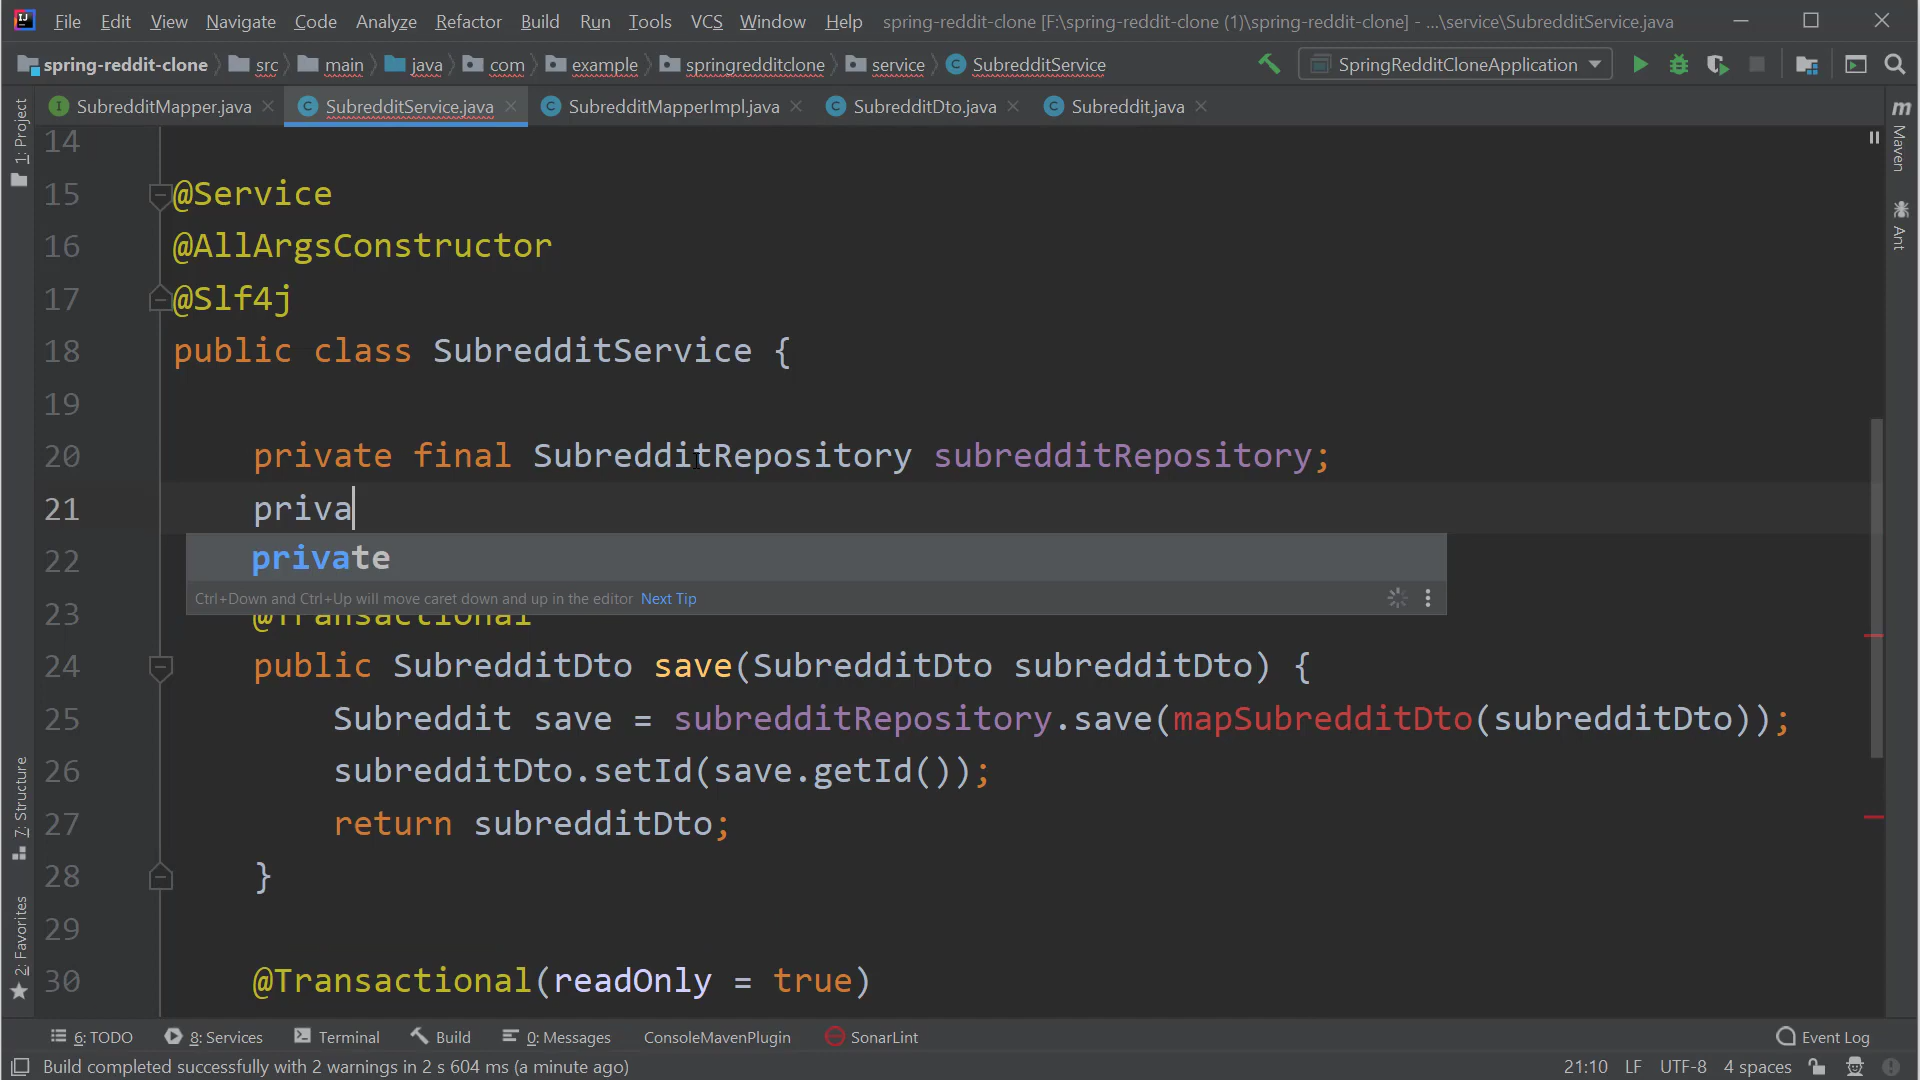 File Edit View Navigate Code Analyze Refactor Build Run Tools VCS Window Help spring-reddit-clone [F:\spring-reddit-clone (1)\spring-reddit-clone] - ...\service\SubredditService.java
spring-reddit-clone src main java com example springredditclone service SubredditService SpringRedditCloneApplication
SubredditMapper.java SubredditService.java SubredditMapperImpl.java SubredditDto.java Subreddit.java
1: Project
Maven
Ant
14
15 @Service
16 @AllArgsConstructor
17 @Slf4j
18 public class SubredditService {
19
20 private final SubredditRepository subredditRepository;
21 priva
22 private
Ctrl+Down and Ctrl+Up will move caret down and up in the editor Next Tip
23 @Transactional
24 public SubredditDto save(SubredditDto subredditDto) {
25 Subreddit save = subredditRepository.save(mapSubredditDto(subredditDto));
26 subredditDto.setId(save.getId());
27 return subredditDto;
28 }
29
30 @Transactional(readOnly = true)
7: Structure
2: Favorites
6: TODO 8: Services Terminal Build 0: Messages ConsoleMavenPlugin SonarLint Event Log
Build completed successfully with 2 warnings in 2 s 604 ms (a minute ago) 21:10 LF UTF-8 4 spaces